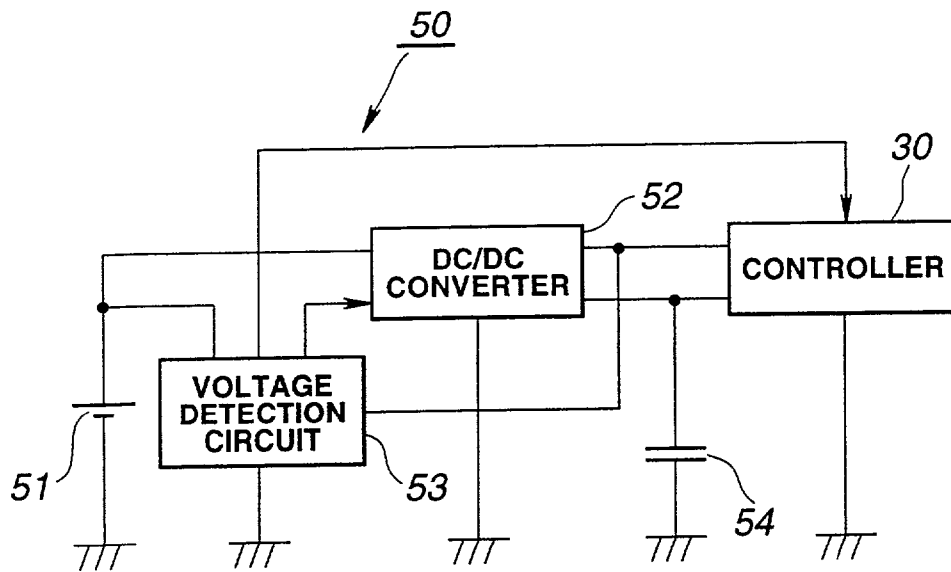 50
30
52
DC/DC
CONVERTER
CONTROLLER
VOLTAGE
DETECTION
CIRCUIT
51
53
54